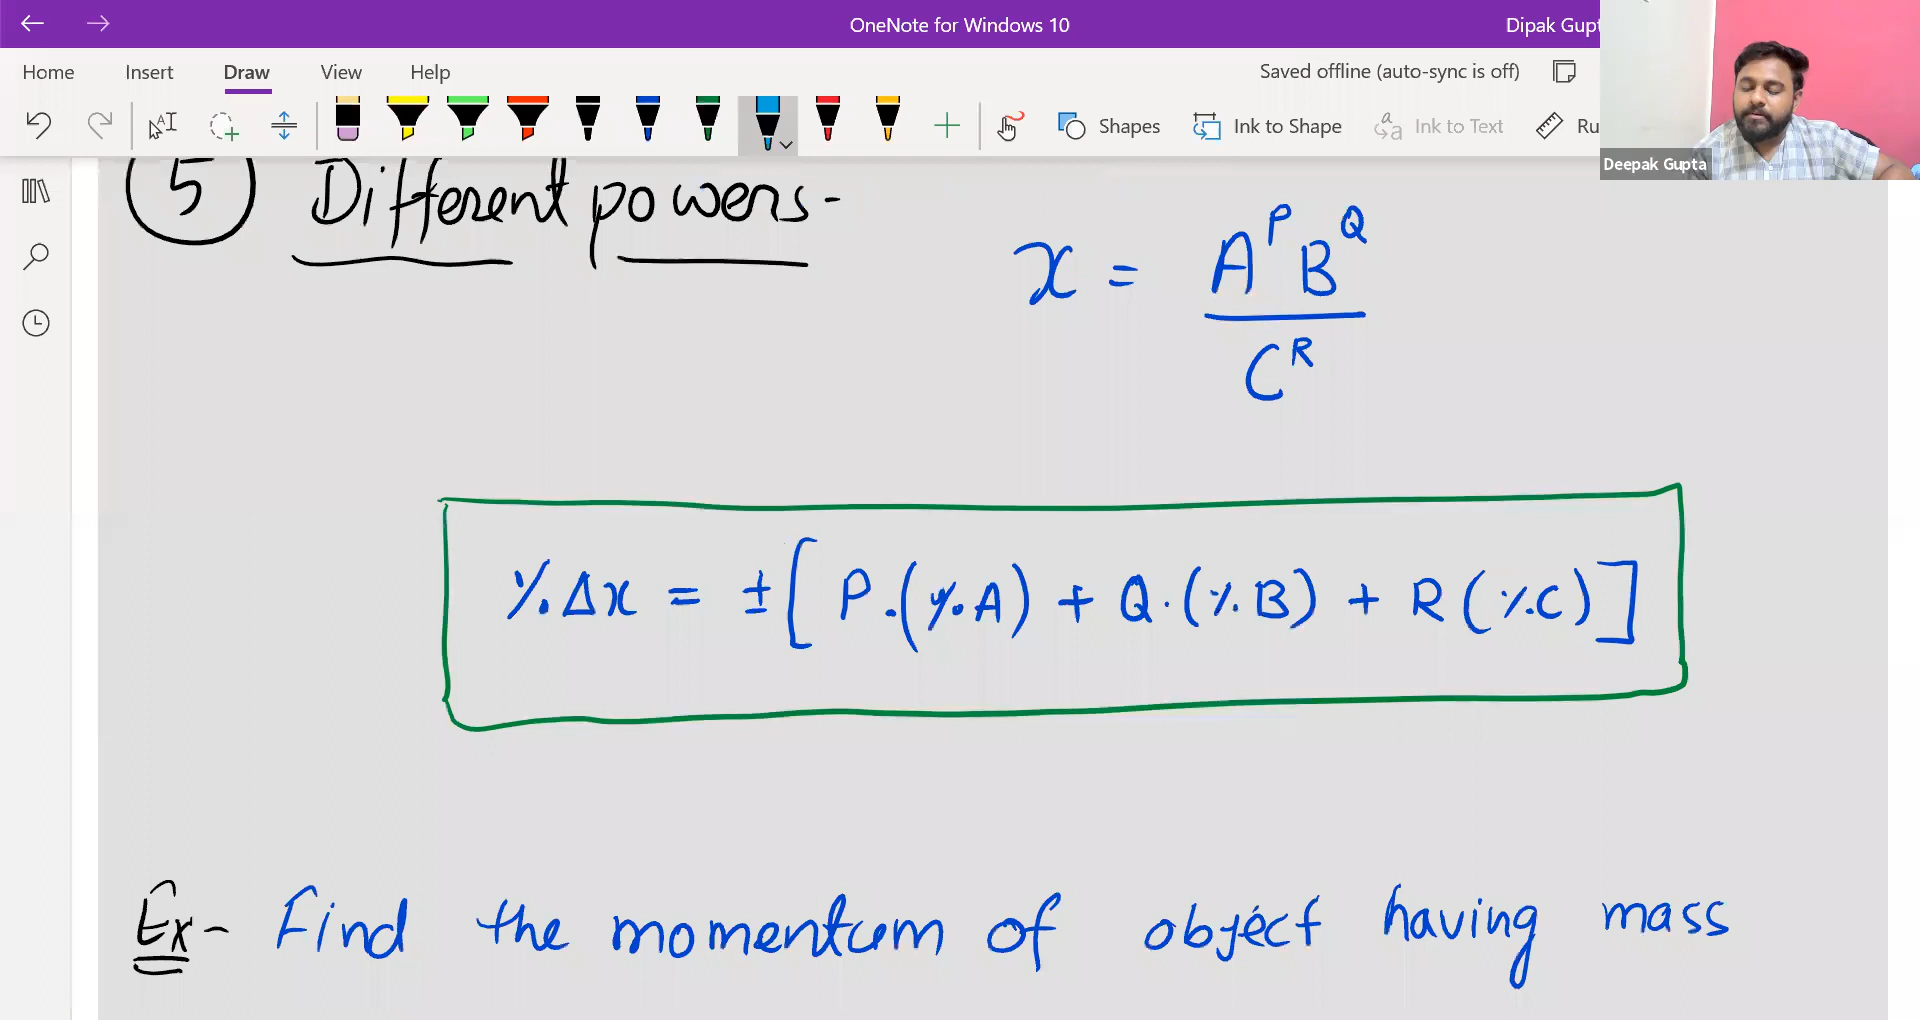 OneNote for Windows 10
Dipak Gupt
Home Insert Draw View Help
Saved offline (auto-sync is off)
Shapes Ink to Shape Ink to Text Ru
Deepak Gupta
5 Different powers-
x = A^P B^Q / C^R
%Δx = ±[P.(%A) + Q.(%B) + R(%C)]
Ex- Find the momentum of object having mass